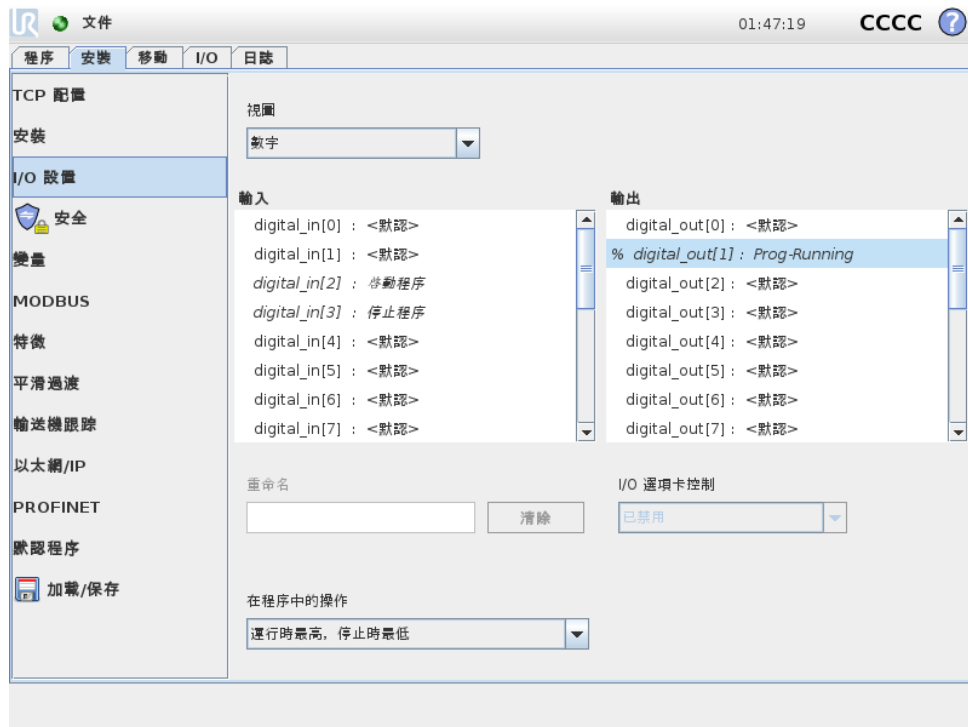 UR 文件 01:47:19 CCCC ?
程序 安裝 移動 I/O 日誌
TCP 配置
安裝
I/O 設置
安全
變量
MODBUS
特徵
平滑過渡
輸送機跟踪
以太網/IP
PROFINET
默認程序
加載/保存
視圖
數字
輸入
digital_in[0] : <默認>
digital_in[1] : <默認>
digital_in[2] : 啓動程序
digital_in[3] : 停止程序
digital_in[4] : <默認>
digital_in[5] : <默認>
digital_in[6] : <默認>
digital_in[7] : <默認>
輸出
digital_out[0] : <默認>
% digital_out[1] : Prog-Running
digital_out[2] : <默認>
digital_out[3] : <默認>
digital_out[4] : <默認>
digital_out[5] : <默認>
digital_out[6] : <默認>
digital_out[7] : <默認>
重命名
清除
I/O 選項卡控制
已禁用
在程序中的操作
運行時最高，停止時最低